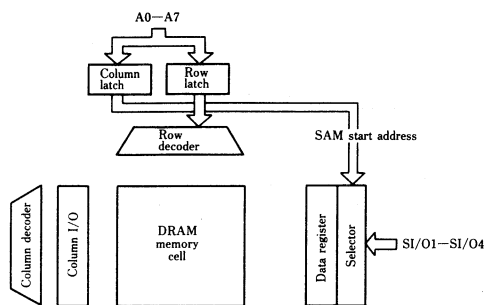 A0—A7
Column
latch
Row
latch
Row
decoder
SAM start address
Column decoder
Column I/O
DRAM
memory
cell
Data register
Selector
SI/O1—SI/O4